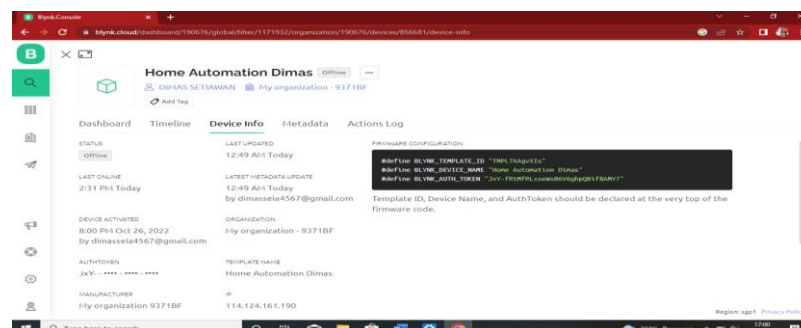 Blynk.Console
blynk.cloud/dashboard/190676/global/filter/1171932/organization/190676/devices/856681/device-info
B
Home Automation Dimas Offline
DIMAS SETIAWAN My organization - 9371BF
Add Tag
Dashboard Timeline Device Info Metadata Actions Log
STATUS LAST UPDATED FIRMWARE CONFIGURATION
Offline 12:49 AM Today
#define BLYNK_TEMPLATE_ID
#define BLYNK_DEVICE_NAME "Home Automation Dimas"
#define BLYNK_AUTH_TOKEN
LAST ONLINE LATEST METADATA UPDATE
2:31 PM Today 12:49 AM Today
by dimasseia4567@gmail.com
Template ID, Device Name, and AuthToken should be declared at the very top of the
firmware code.
DEVICE ACTIVATED ORGANIZATION
8:00 PM Oct 26, 2022 My organization - 9371BF
by dimasseia4567@gmail.com
AUTHTOKEN TEMPLATE NAME
JxY- - •••• - •••• - •••• Home Automation Dimas
MANUFACTURER IP
My organization 9371BF 114.124.161.190
Region: sgp1 Privacy Policy
Type here to search
17:00